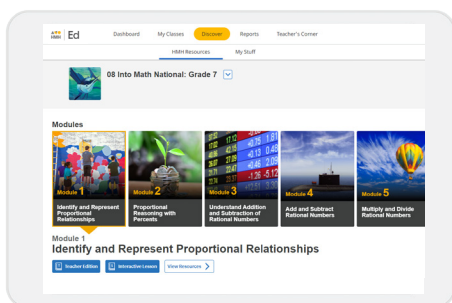 HMH Ed Dashboard My Classes Discover Reports Teacher's Corner
HMH Resources My Stuff
08 Into Math National: Grade 7
Modules
Module 1
Identify and Represent
Proportional
Relationships
Module 2
Proportional
Reasoning with
Percents
Module 3
Understand Addition
and Subtraction of
Rational Numbers
Module 4
Add and Subtract
Rational Numbers
Module 5
Multiply and Divide
Rational Numbers
Module 1
Identify and Represent Proportional Relationships
Teacher Edition Interactive Lesson View Resources